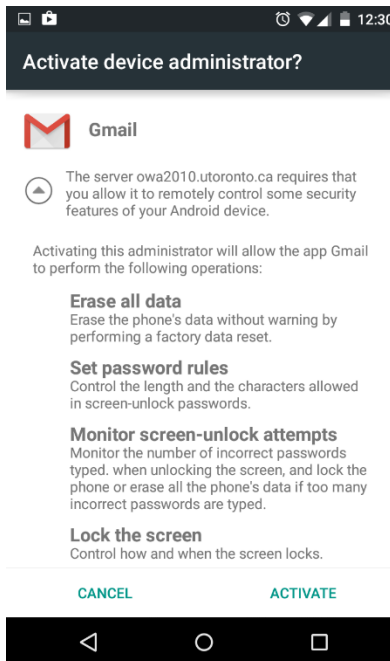 12:30
Activate device administrator?
Gmail
The server owa2010.utoronto.ca requires that
you allow it to remotely control some security
features of your Android device.
Activating this administrator will allow the app Gmail
to perform the following operations:
Erase all data
Erase the phone's data without warning by
performing a factory data reset.
Set password rules
Control the length and the characters allowed
in screen-unlock passwords.
Monitor screen-unlock attempts
Monitor the number of incorrect passwords
typed. when unlocking the screen, and lock the
phone or erase all the phone's data if too many
incorrect passwords are typed.
Lock the screen
Control how and when the screen locks.
CANCEL ACTIVATE